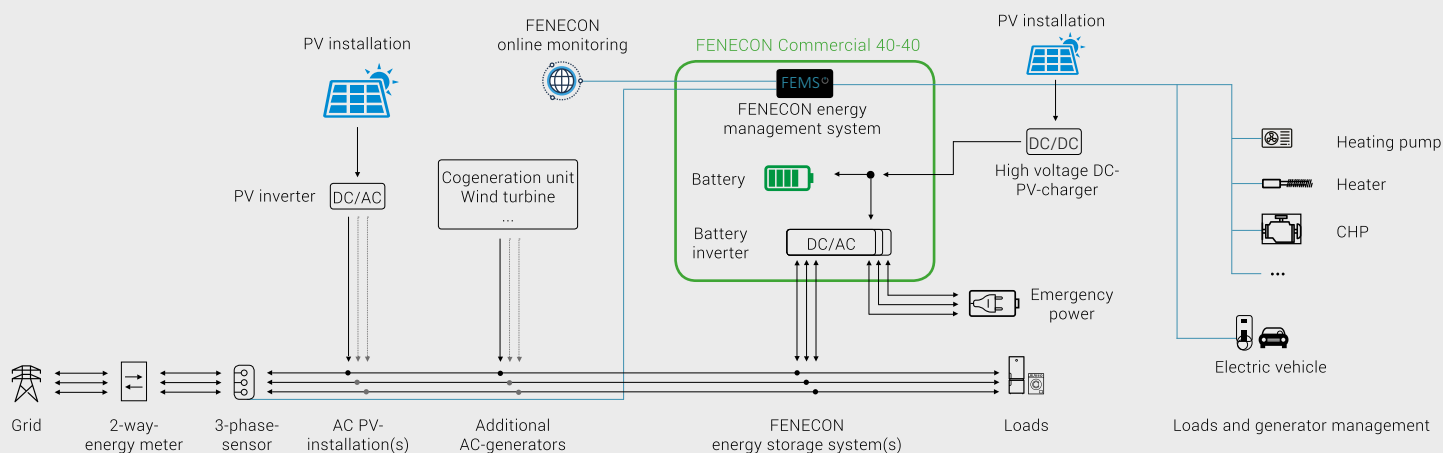 PV installation
FENECON
online monitoring
FENECON Commercial 40-40
PV installation
FEMS
FENECON energy
management system
DC/DC
High voltage DC-
PV-charger
Heating pump
Heater
CHP
...
PV inverter
DC/AC
Cogeneration unit
Wind turbine
...
Battery
Battery
inverter
DC/AC
Emergency
power
Electric vehicle
Grid
2-way-
energy meter
3-phase-
sensor
AC PV-
installation(s)
Additional
AC-generators
FENECON
energy storage system(s)
Loads
Loads and generator management